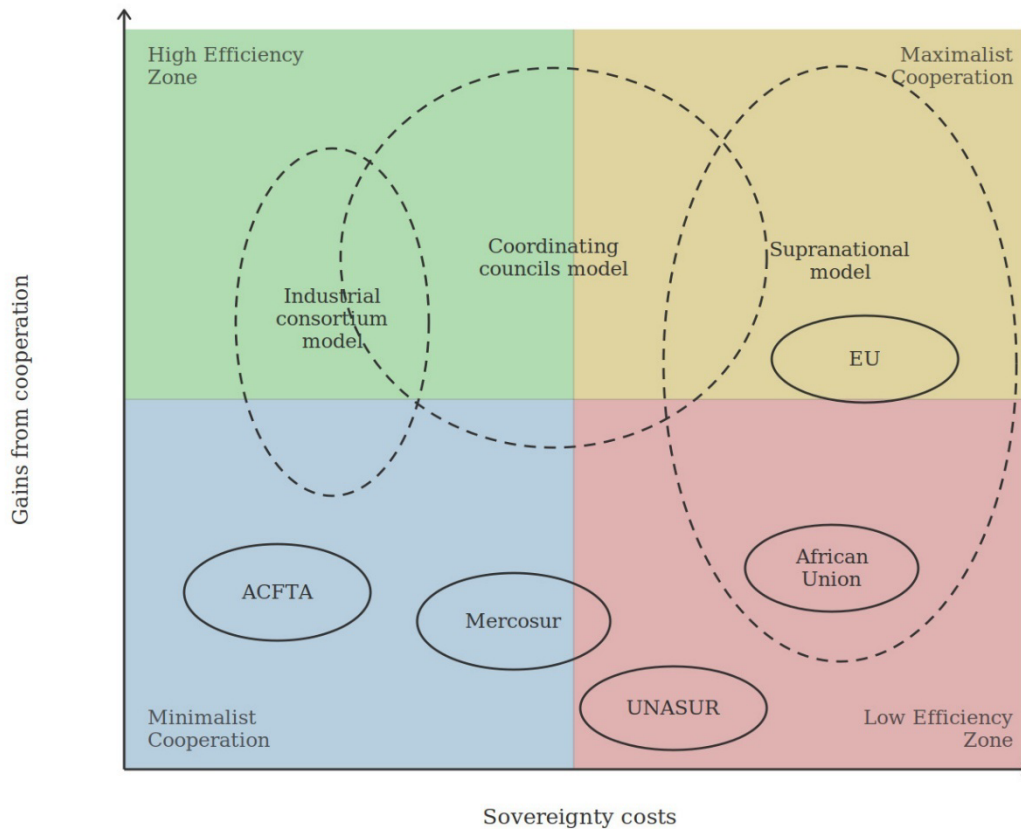 High Efficiency
Zone
Maximalist
Cooperation
Coordinating
councils model
Supranational
model
Industrial
consortium
model
EU
Gains from cooperation
African
Union
ACFTA
Mercosur
UNASUR
Minimalist
Cooperation
Low Efficiency
Zone
Sovereignty costs